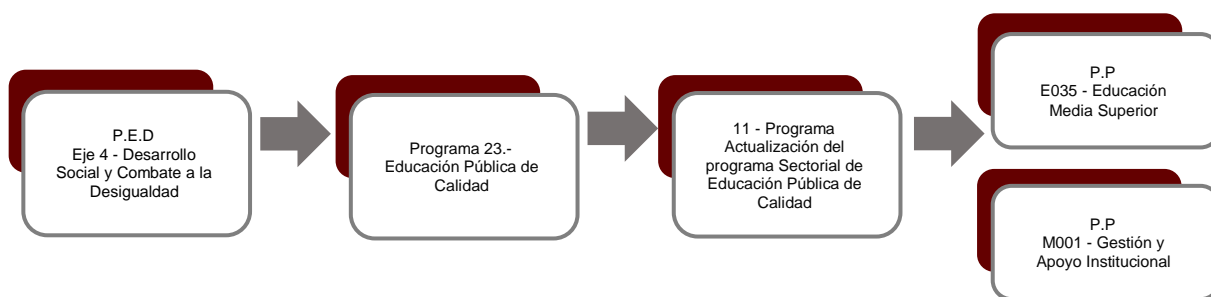 P.E.D
Eje 4 - Desarrollo
Social y Combate a la
Desigualdad
Programa 23.-
Educación Pública de
Calidad
11 - Programa
Actualización del
programa Sectorial de
Educación Pública de
Calidad
P.P
E035 - Educación
Media Superior
P.P
M001 - Gestión y
Apoyo Institucional